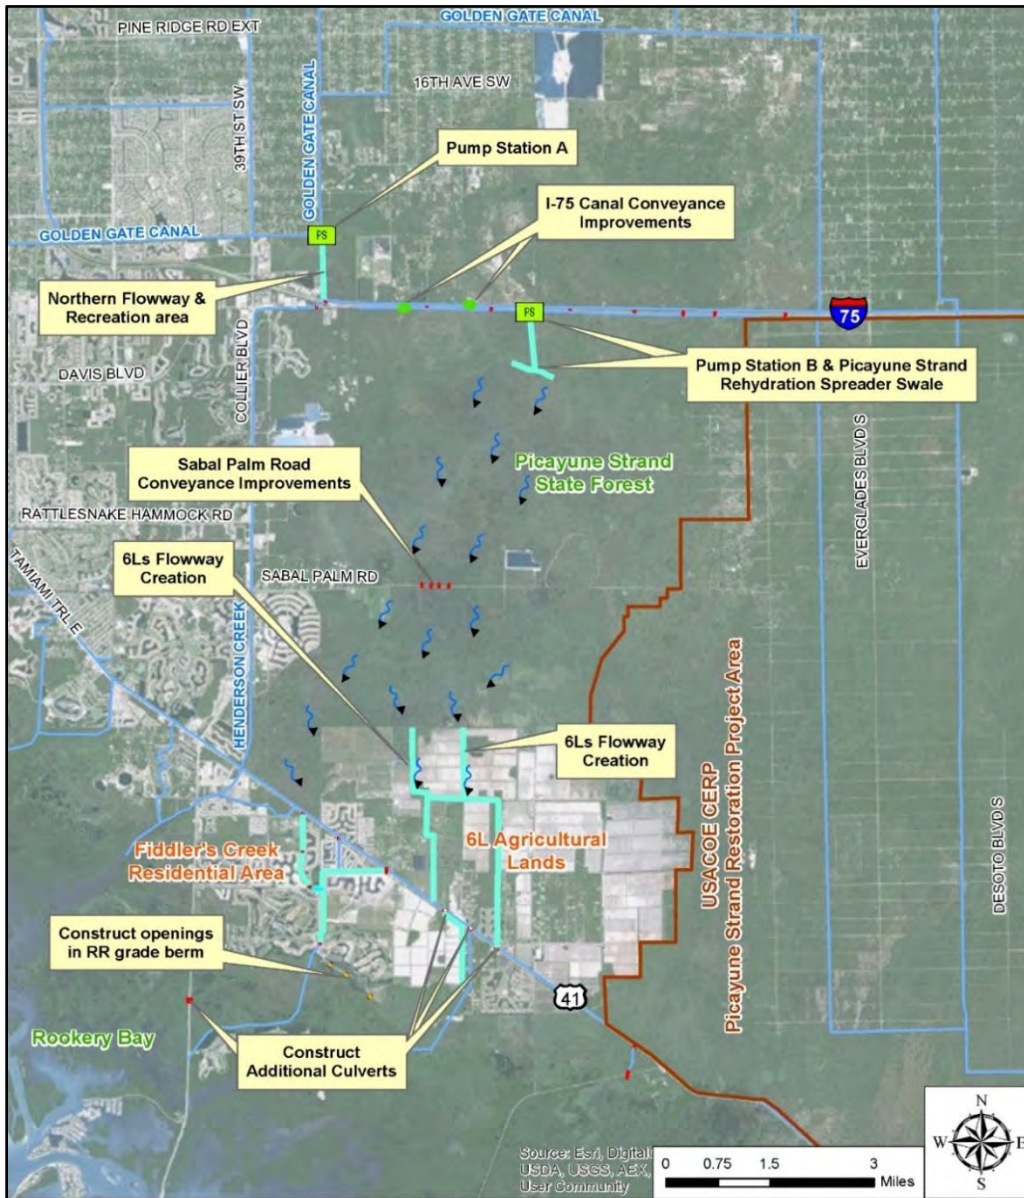 GOLDEN GATE CANAL
PINE RIDGE RD EXT
39TH ST SW
GOLDEN GATE CANAL
16TH AVE SW
Pump Station A
I-75 Canal Conveyance
Improvements
GOLDEN GATE CANAL
PS
Northern Flowway &
Recreation area
PS
75
COLLIER BLVD
DAVIS BLVD
Pump Station B & Picayune Strand
Rehydration Spreader Swale
EVERGLADES BLVD S
Sabal Palm Road
Conveyance Improvements
Picayune Strand
State Forest
RATTLESNAKE HAMMOCK RD
6Ls Flowway
Creation
SABAL PALM RD
TAMIAMI TRL E
HENDERSON CREEK
6Ls Flowway
Creation
USACOE CERP
Picayune Strand Restoration Project Area
DESOTO BLVD S
Fiddler's Creek
Residential Area
6L Agricultural
Lands
Construct openings
in RR grade berm
41
Rookery Bay
Construct
Additional Culverts
N
W
E
S
Source: Esri,
USDA, USGS, AEX,
User Community
0 0.75 1.5 3
Miles